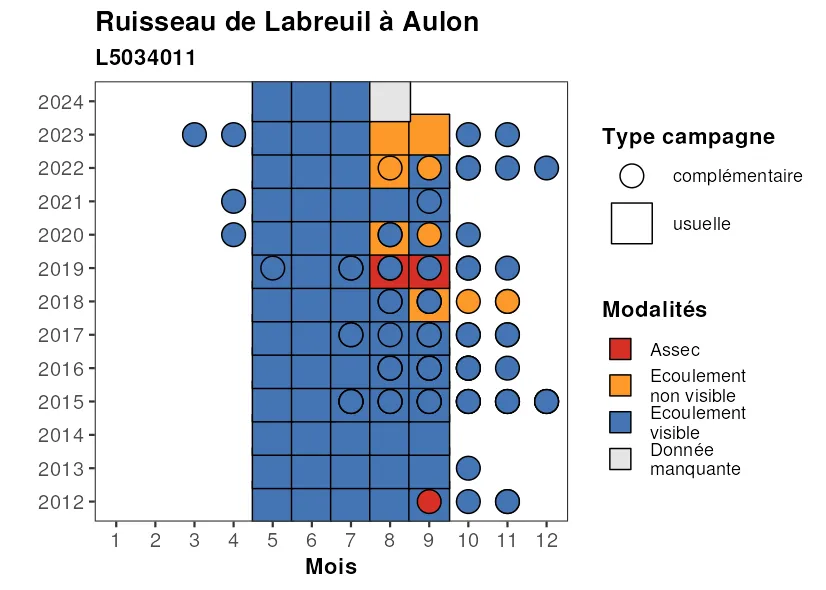 Ruisseau de Labreuil à Aulon
L5034011
2024
2023
2022
2021
2020
2019
2018
2017
2016
2015
2014
2013
2012
1 2 3 4 5 6 7 8 9 10 11 12
Mois
Type campagne
complémentaire
usuelle
Modalités
Assec
Ecoulement
non visible
Ecoulement
visible
Donnée
manquante